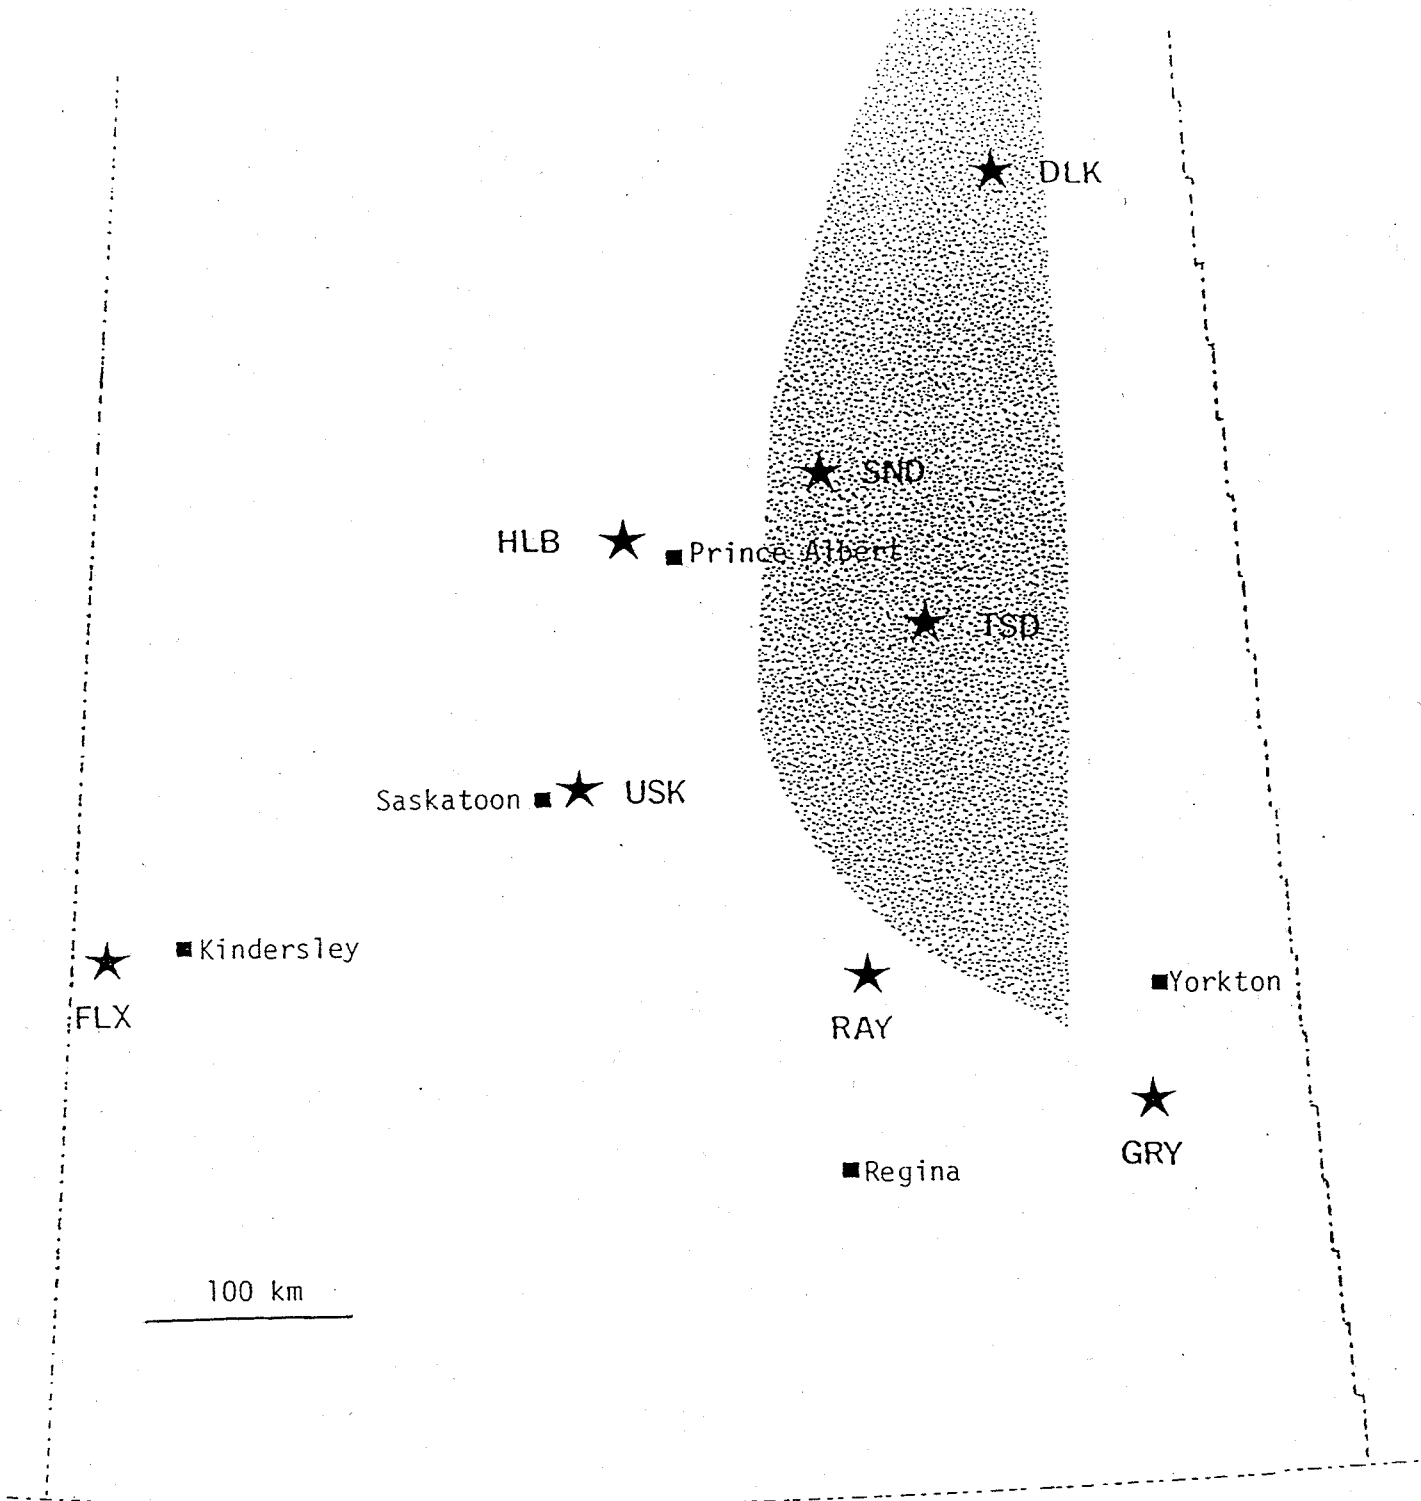 DLK
SND
HLB
Prince Albert
TSD
Saskatoon
USK
Kindersley
FLX
Yorkton
RAY
GRY
Regina
100 km